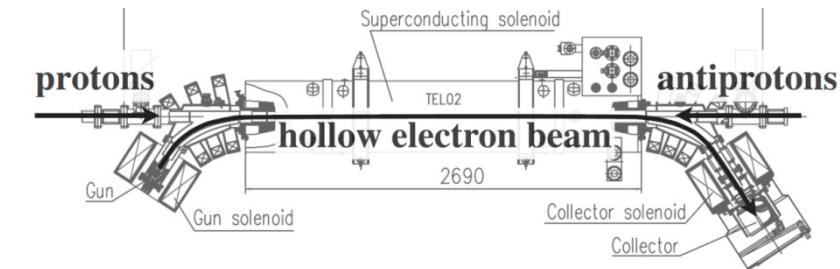 Superconducting solenoid
protons
antiprotons
TEL02
hollow electron beam
2690
Gun
Gun solenoid
Collector solenoid
Collector